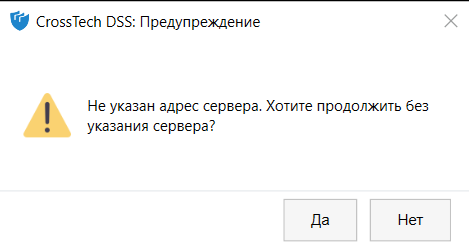 CrossTech DSS: Предупреждение
Не указан адрес сервера. Хотите продолжить без
указания сервера?
Да
Нет